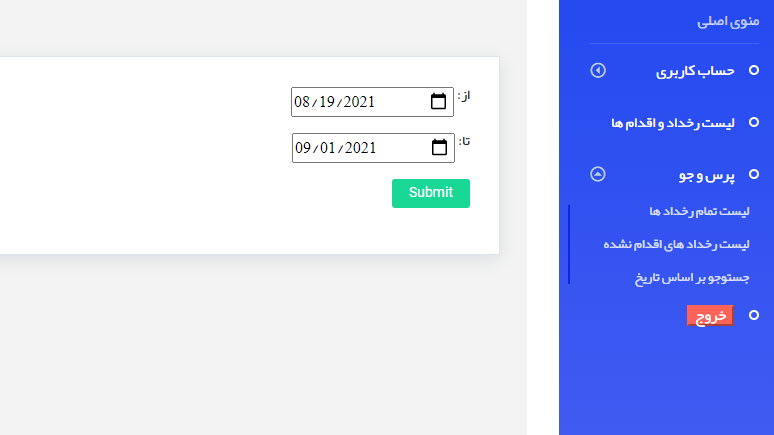 منوی اصلی
حساب کاربری
لیست رخداد و اقدام ها
پرس و جو
لیست تمام رخداد ها
لیست رخداد های اقدام نشده
جستوجو بر اساس تاریخ
خروج
از: 08/19/2021
تا: 09/01/2021
Submit